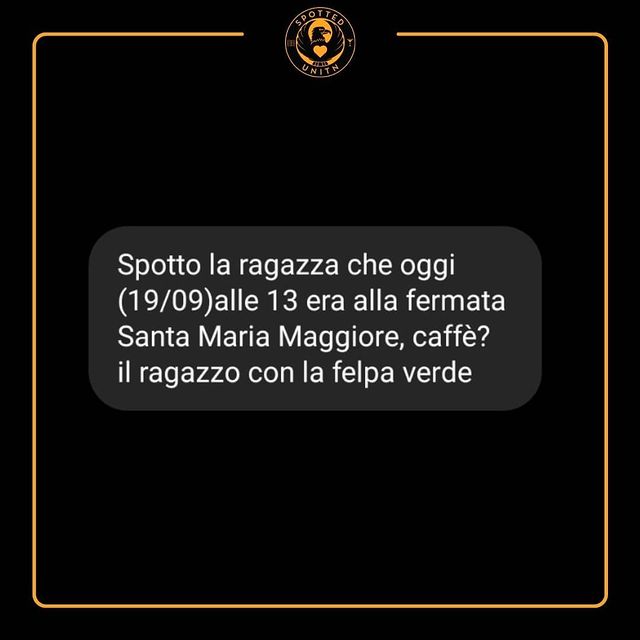 SPOTTED
UNITN
Spotto la ragazza che oggi
(19/09)alle 13 era alla fermata
Santa Maria Maggiore, caffè?
il ragazzo con la felpa verde